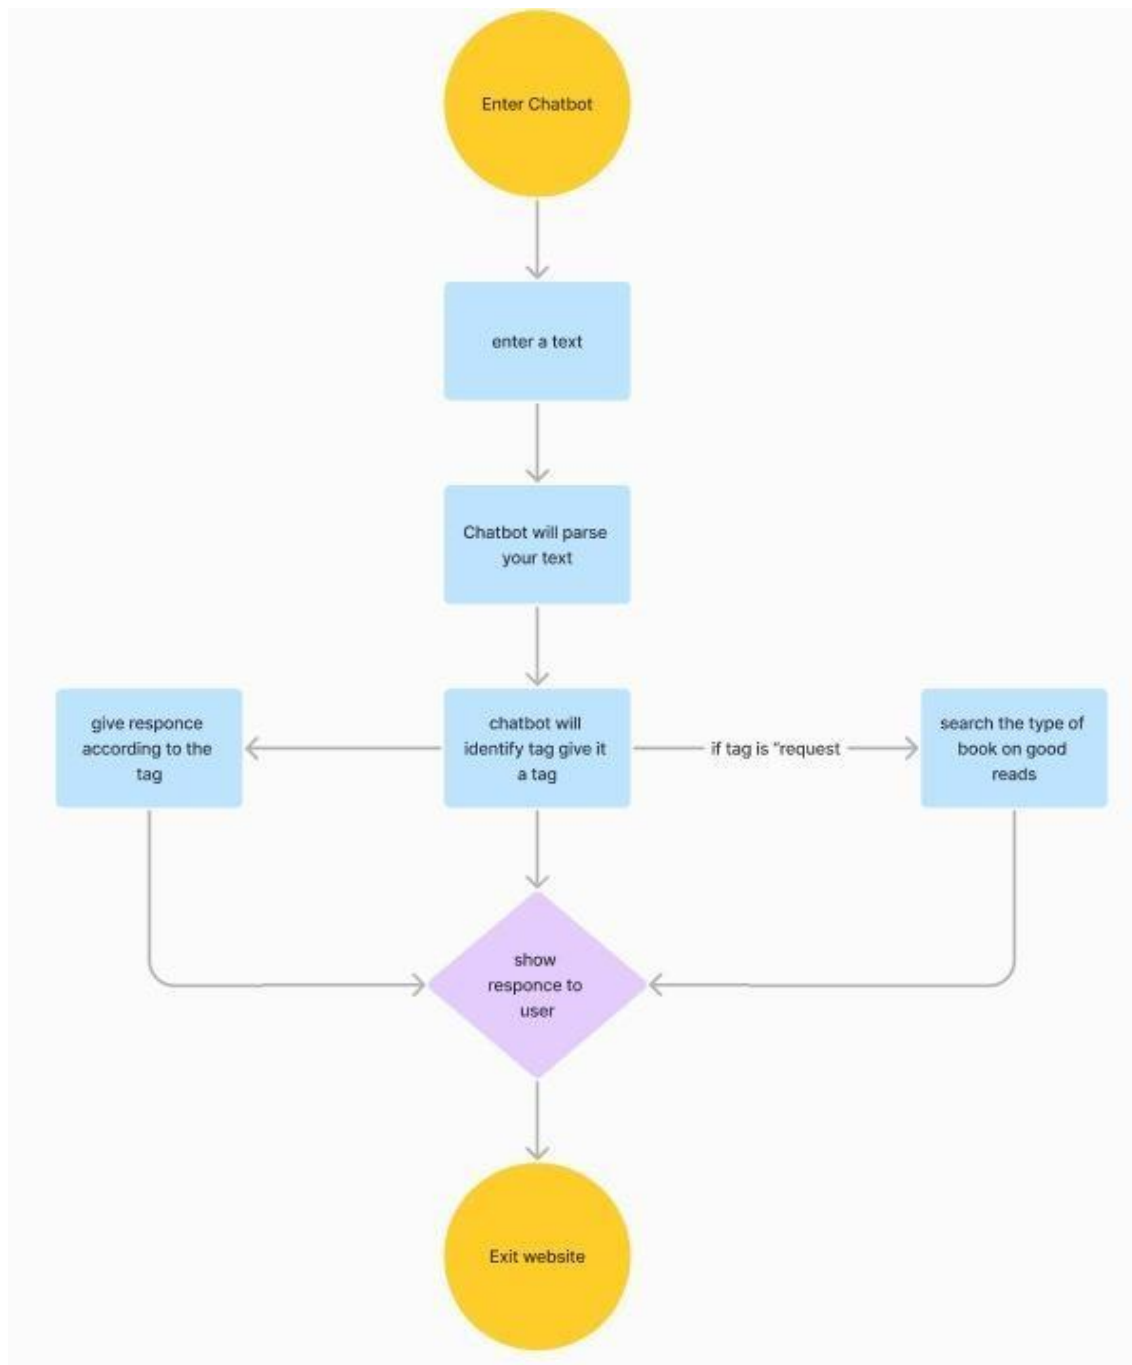 Enter Chatbot
enter a text
Chatbot will parse
your text
give responce
according to the
tag
chatbot will
identify tag give it
a tag
if tag is "request
search the type of
book on good
reads
show
responce to
user
Exit website